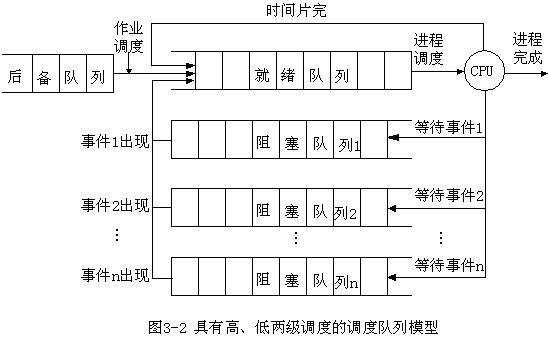 时间片完
作业
调度
进程
调度
进程
完成
后备队列
就绪队列
CPU
等待事件1
事件1出现
阻塞队列1
等待事件2
事件2出现
阻塞队列2
⋮
⋮
⋮
等待事件n
事件n出现
阻塞队列n
图3-2 具有高、低两级调度的调度队列模型